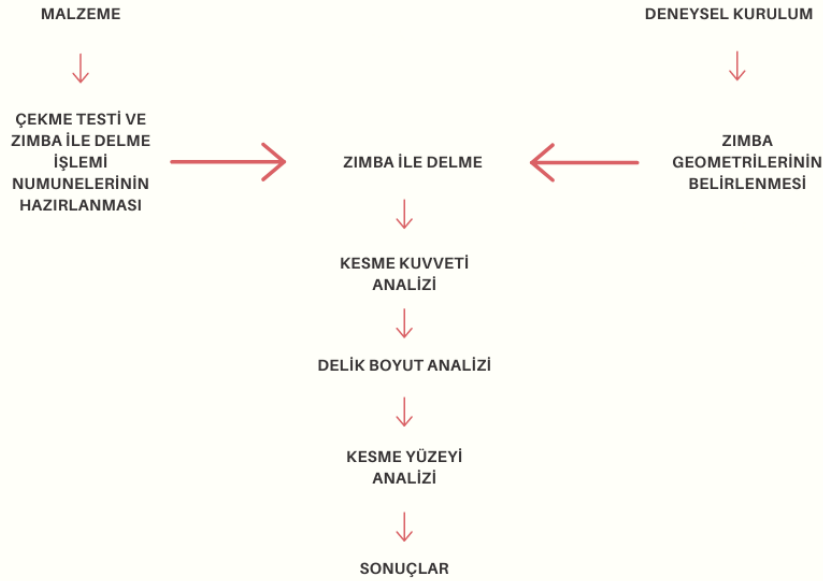 MALZEME
DENEYSEL KURULUM
ÇEKME TESTİ VE
ZIMBA İLE DELME
İŞLEMİ
NUMUNELERİNİN
HAZIRLANMASI
ZIMBA İLE DELME
ZIMBA
GEOMETRİLERİNİN
BELİRLENMESİ
KESME KUVVETİ
ANALİZİ
DELİK BOYUT ANALİZİ
KESME YÜZEYİ
ANALİZİ
SONUÇLAR